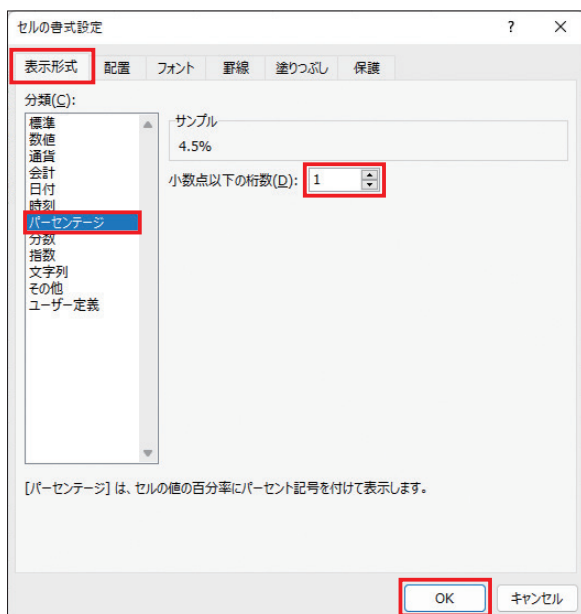 セルの書式設定 ? ×
表示形式 配置 フォント 罫線 塗りつぶし 保護
分類(C):
標準
数値
通貨
会計
日付
時刻
パーセンテージ
分数
指数
文字列
その他
ユーザー定義
サンプル
4.5%
小数点以下の桁数(D): 1
[パーセンテージ] は、セルの値の百分率にパーセント記号を付けて表示します。
OK キャンセル